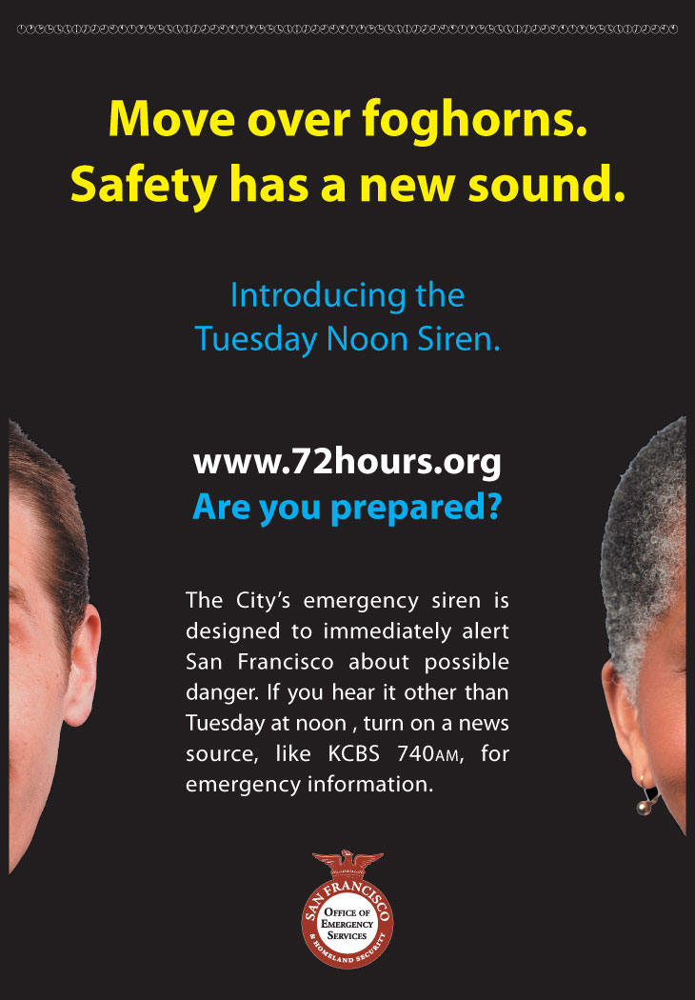 Move over foghorns.
Safety has a new sound.
Introducing the
Tuesday Noon Siren.
www.72hours.org
Are you prepared?
The City’s emergency siren is
designed to immediately alert
San Francisco about possible
danger. If you hear it other than
Tuesday at noon , turn on a news
source, like KCBS 740AM, for
emergency information.
SAN FRANCISCO
OFFICE OF
EMERGENCY
SERVICES
& HOMELAND SECURITY